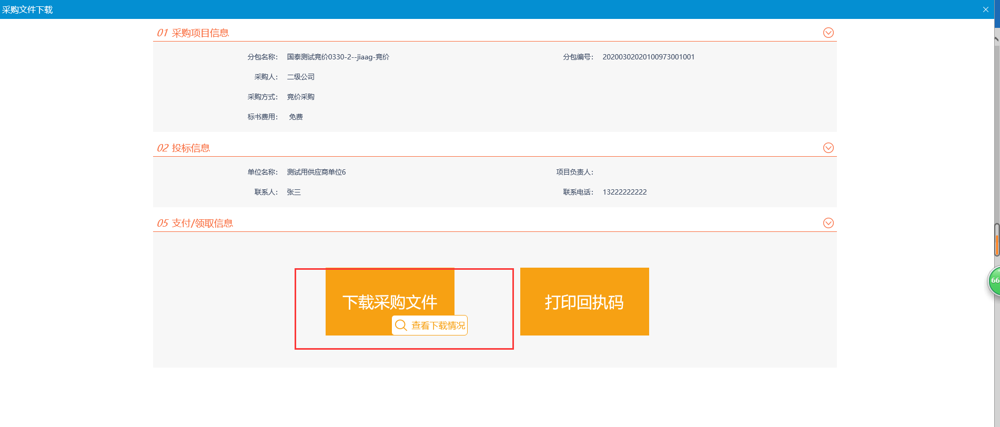 采购文件下载
01 采购项目信息
分包名称： 国泰测试竞价0330-2--jiaag-竞价 分包编号： 20200302020100973001001
采购人： 二级公司
采购方式： 竞价采购
标书费用： 免费
02 投标信息
单位名称： 测试用供应商单位6 项目负责人：
联系人： 张三 联系电话： 13222222222
05 支付/领取信息
下载采购文件 打印回执码
查看下载情况
66